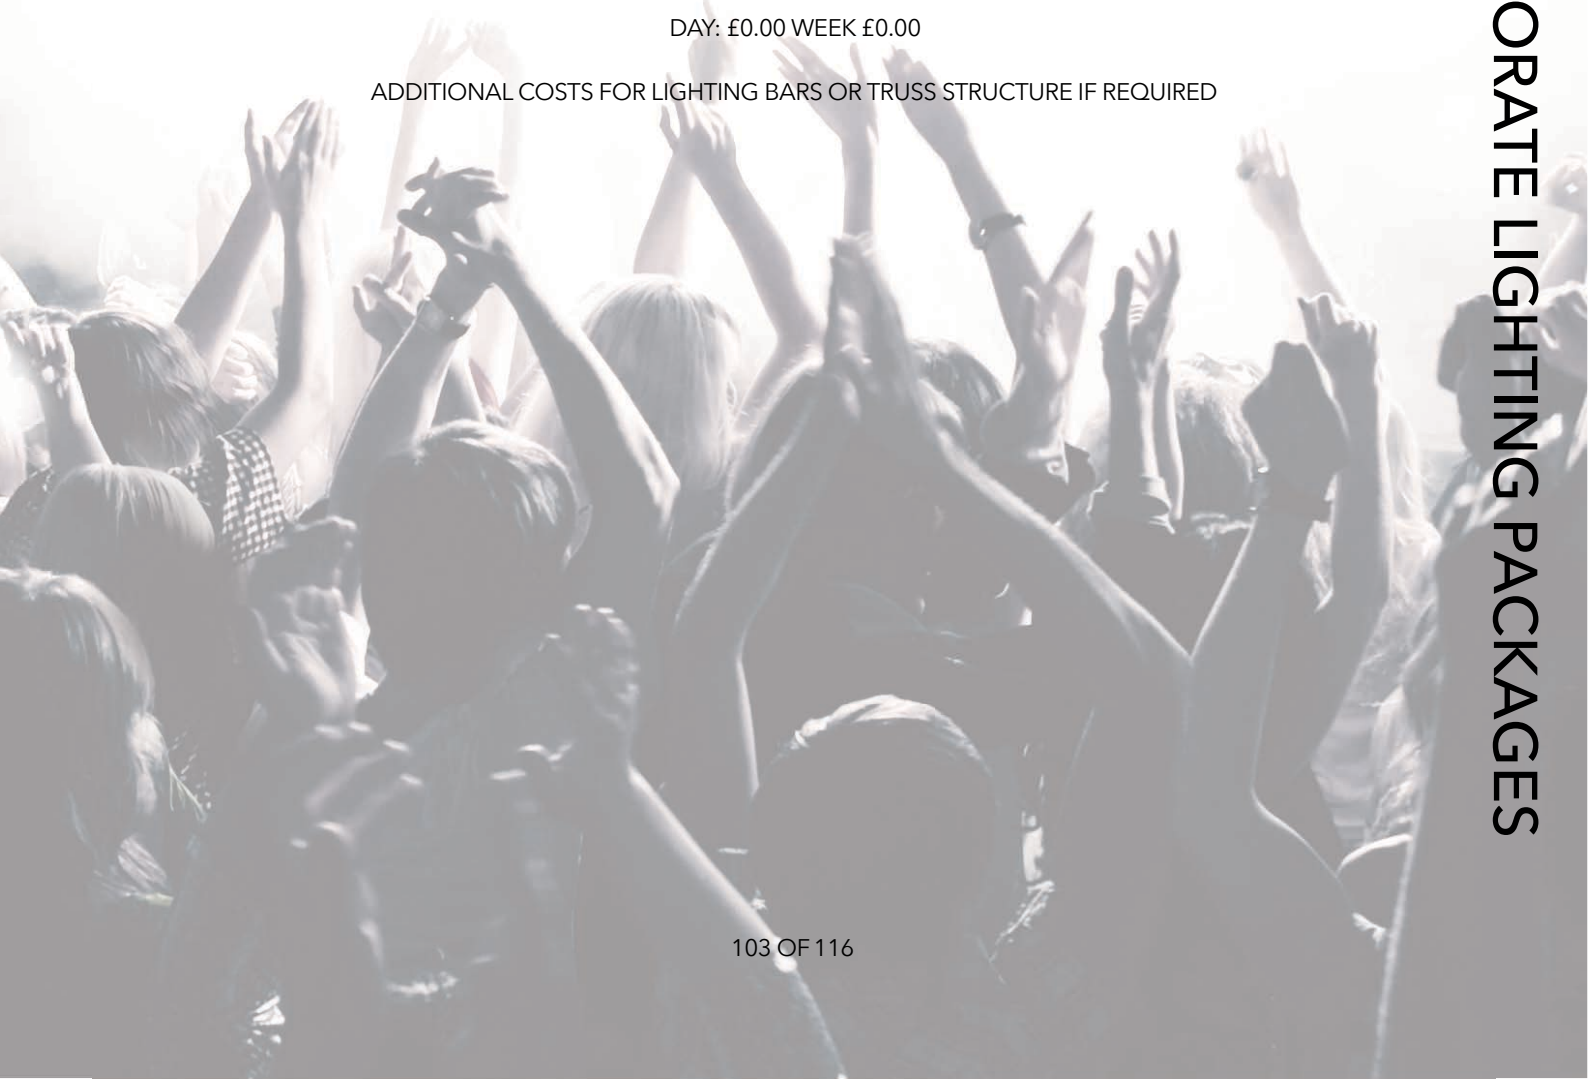 DAY: £0.00 WEEK £0.00
ADDITIONAL COSTS FOR LIGHTING BARS OR TRUSS STRUCTURE IF REQUIRED
ORATE LIGHTING PACKAGES
103 OF 116